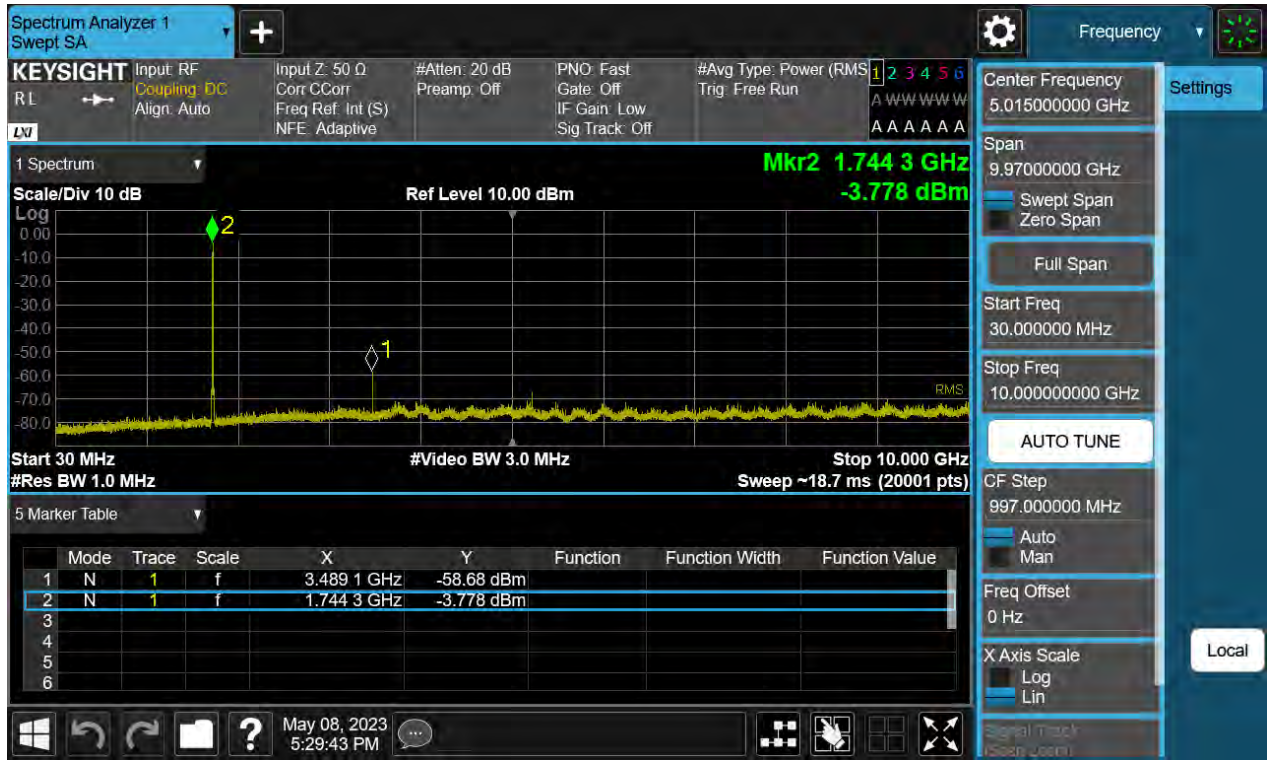 Spectrum Analyzer 1
Swept SA
+
Frequency
KEYSIGHT
RL
LXI
Input: RF
Coupling: DC
Align: Auto
Input Z: 50 Ω
Corr CCorr
Freq Ref: Int (S)
NFE: Adaptive
#Atten: 20 dB
Preamp: Off
PNO: Fast
Gate: Off
IF Gain: Low
Sig Track: Off
#Avg Type: Power (RMS
Trig: Free Run
1 2 3 4 5 6
A W W W W W
A A A A A A
Center Frequency
5.015000000 GHz
Settings
Span
9.97000000 GHz
Swept Span
Zero Span
Full Span
Start Freq
30.000000 MHz
Stop Freq
10.000000000 GHz
AUTO TUNE
CF Step
997.000000 MHz
Auto
Man
Freq Offset
0 Hz
X Axis Scale
Log
Lin
Signal Track
(Span Zoom)
Local
1 Spectrum
Mkr2 1.744 3 GHz
-3.778 dBm
Scale/Div 10 dB
Ref Level 10.00 dBm
Log
0.00
-10.0
-20.0
-30.0
-40.0
-50.0
-60.0
-70.0
-80.0
2
1
RMS
Start 30 MHz
#Video BW 3.0 MHz
Stop 10.000 GHz
#Res BW 1.0 MHz
Sweep ~18.7 ms (20001 pts)
5 Marker Table
Mode Trace Scale X Y Function Function Width Function Value
1 N 1 f 3.489 1 GHz -58.68 dBm
2 N 1 f 1.744 3 GHz -3.778 dBm
3
4
5
6
?
May 08, 2023
5:29:43 PM